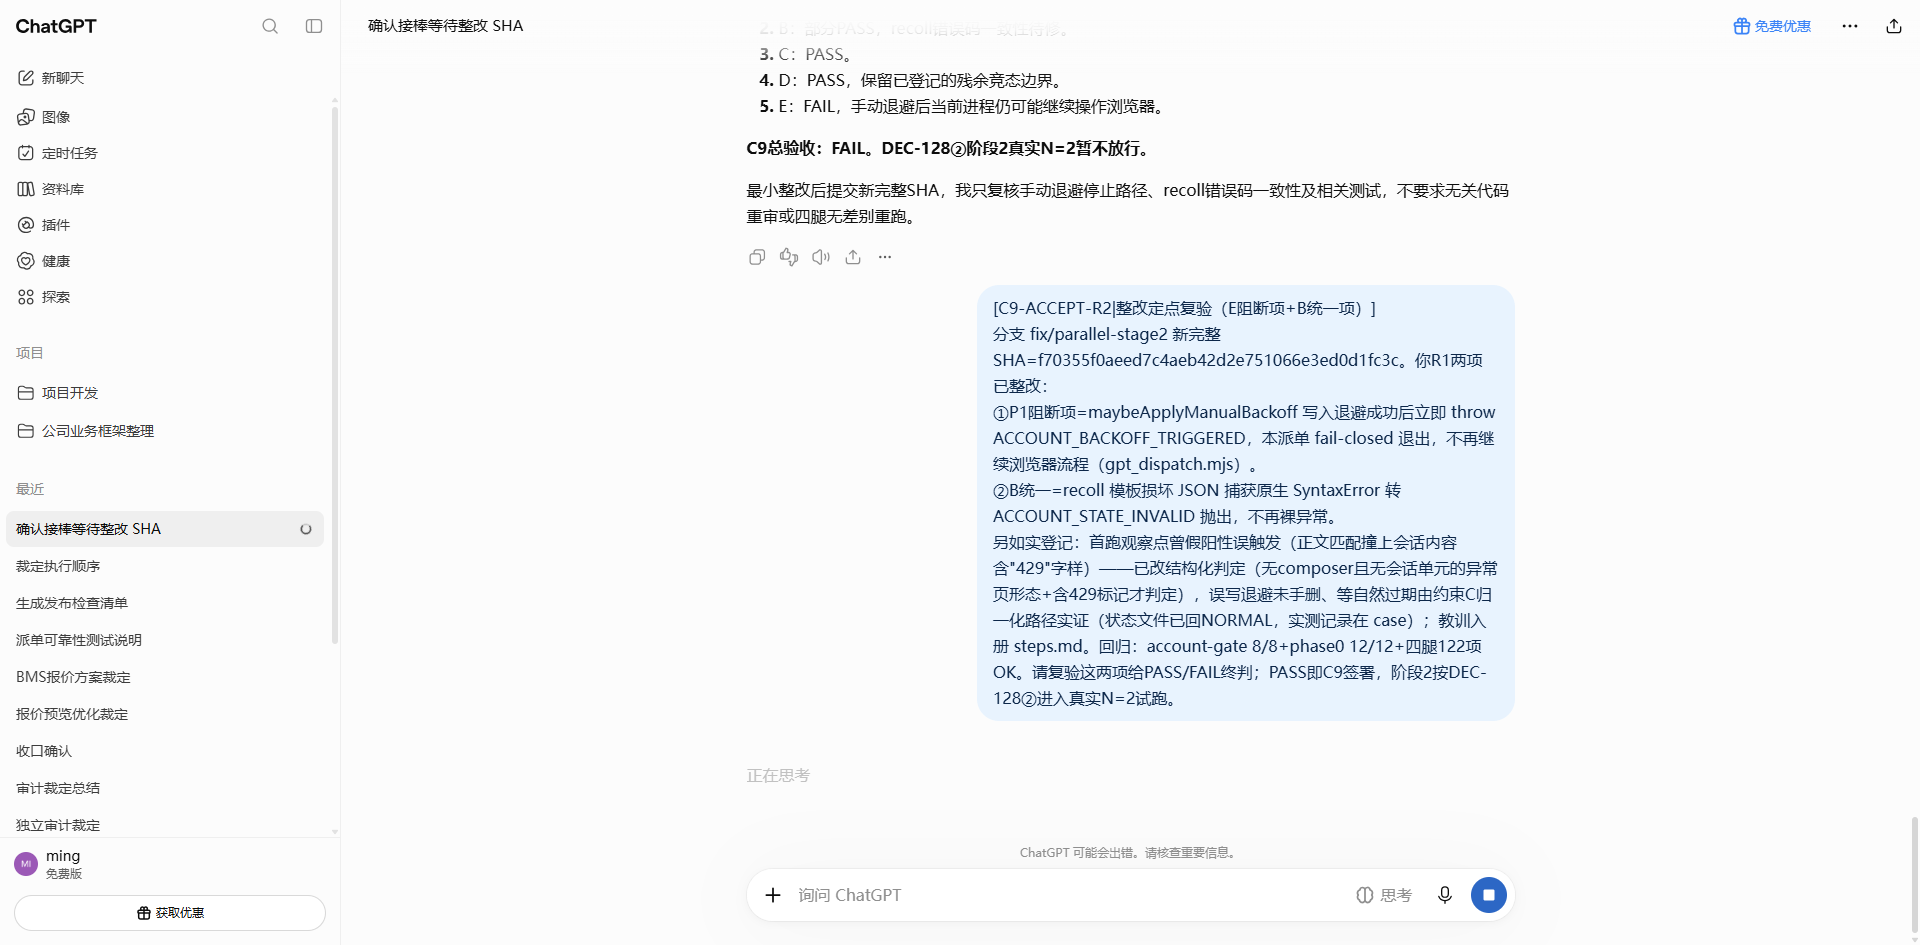 ChatGPT
新聊天
图像
定时任务
资料库
插件
健康
探索
项目
项目开发
公司业务框架整理
最近
确认接棒等待整改 SHA
裁定执行顺序
生成发布检查清单
派单可靠性测试说明
BMS报价方案裁定
报价预览优化裁定
收口确认
审计裁定总结
独立审计裁定
MI
ming
免费版
获取优惠
确认接棒等待整改 SHA
免费优惠
2. B：部分PASS，recoll错误码一致性待修。
3. C：PASS。
4. D：PASS，保留已登记的残余竞态边界。
5. E：FAIL，手动退避后当前进程仍可能继续操作浏览器。
C9总验收：FAIL。DEC-128②阶段2真实N=2暂不放行。
最小整改后提交新完整SHA，我只复核手动退避停止路径、recoll错误码一致性及相关测试，不要求无关代码
重审或四腿无差别重跑。
[C9-ACCEPT-R2|整改定点复验（E阻断项+B统一项）]
分支 fix/parallel-stage2 新完整
SHA=f70355f0aeed7c4aeb42d2e751066e3ed0d1fc3c。你R1两项
已整改：
①P1阻断项=maybeApplyManualBackoff 写入退避成功后立即 throw
ACCOUNT_BACKOFF_TRIGGERED，本派单 fail-closed 退出，不再继
续浏览器流程（gpt_dispatch.mjs）。
②B统一=recoll 模板损坏 JSON 捕获原生 SyntaxError 转
ACCOUNT_STATE_INVALID 抛出，不再裸异常。
另如实登记：首跑观察点曾假阳性误触发（正文匹配撞上会话内容
含"429"字样）——已改结构化判定（无composer且无会话单元的异常
页形态+含429标记才判定），误写退避未手删、等自然过期由约束C归
一化路径实证（状态文件已回NORMAL，实测记录在 case）；教训入
册 steps.md。回归：account-gate 8/8+phase0 12/12+四腿122项
OK。请复验这两项给PASS/FAIL终判；PASS即C9签署，阶段2按DEC-
128②进入真实N=2试跑。
正在思考
ChatGPT 可能会出错。请核查重要信息。
询问 ChatGPT
思考